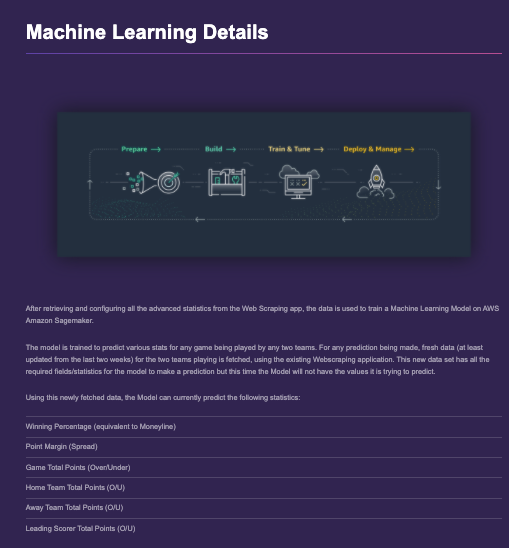 Machine Learning Details
Prepare Build Train & Tune Deploy & Manage
After retrieving and configuring all the advanced statistics from the Web Scraping app, the data is used to train a Machine Learning Model on AWS
Amazon Sagemaker.
The model is trained to predict various stats for any game being played by any two teams. For any prediction being made, fresh data (at least
updated from the last two weeks) for the two teams playing is fetched, using the existing Webscraping application. This new data set has all the
required fields/statistics for the model to make a prediction but this time the Model will not have the values it is trying to predict.
Using this newly fetched data, the Model can currently predict the following statistics:
Winning Percentage (equivalent to Moneyline)
Point Margin (Spread)
Game Total Points (Over/Under)
Home Team Total Points (O/U)
Away Team Total Points (O/U)
Leading Scorer Total Points (O/U)